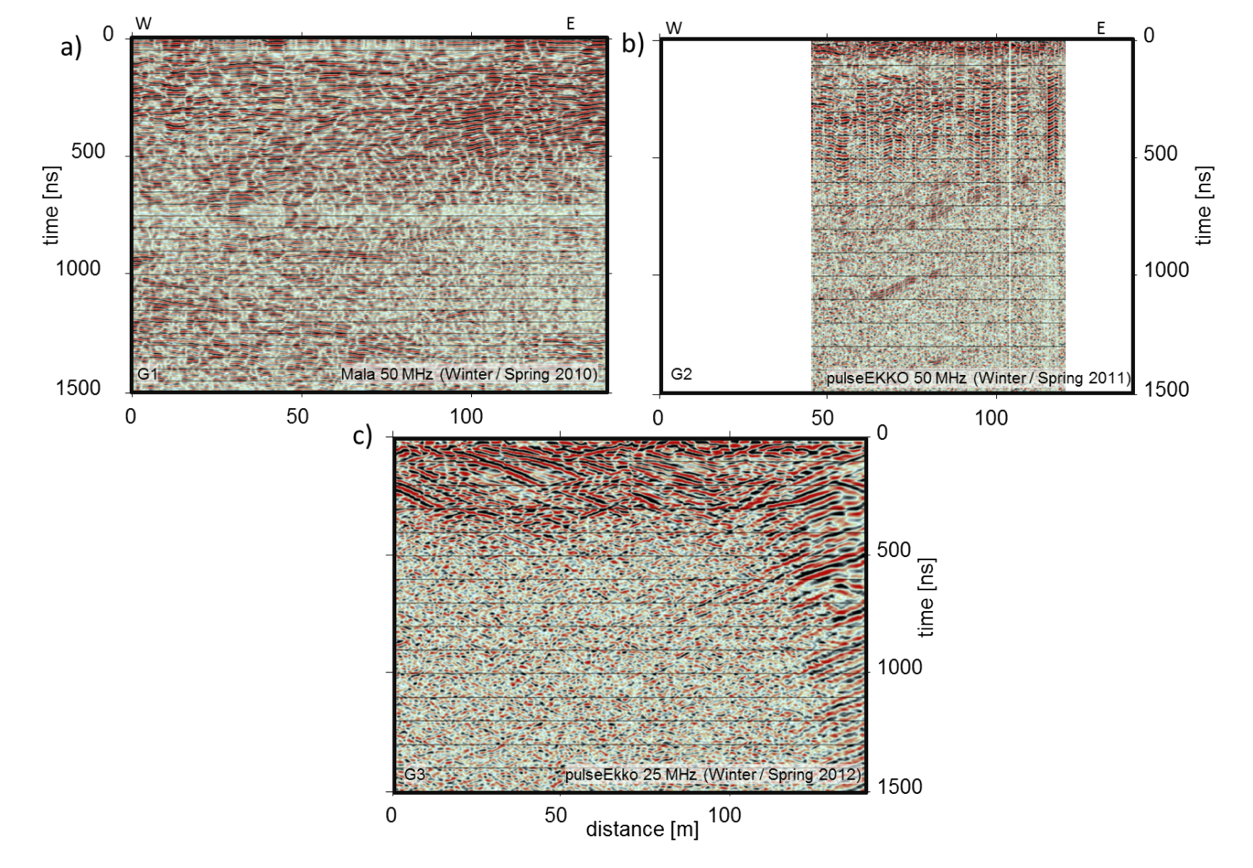 a)
W
E
0
500
1000
1500
time [ns]
G1
Mala 50 MHz (Winter / Spring 2010)
0
50
100
b)
W
E
0
500
1000
1500
time [ns]
G2
pulseEKKO 50 MHz (Winter / Spring 2011)
0
50
100
c)
0
500
1000
1500
time [ns]
G3
pulseEkko 25 MHz (Winter / Spring 2012)
0
50
100
distance [m]